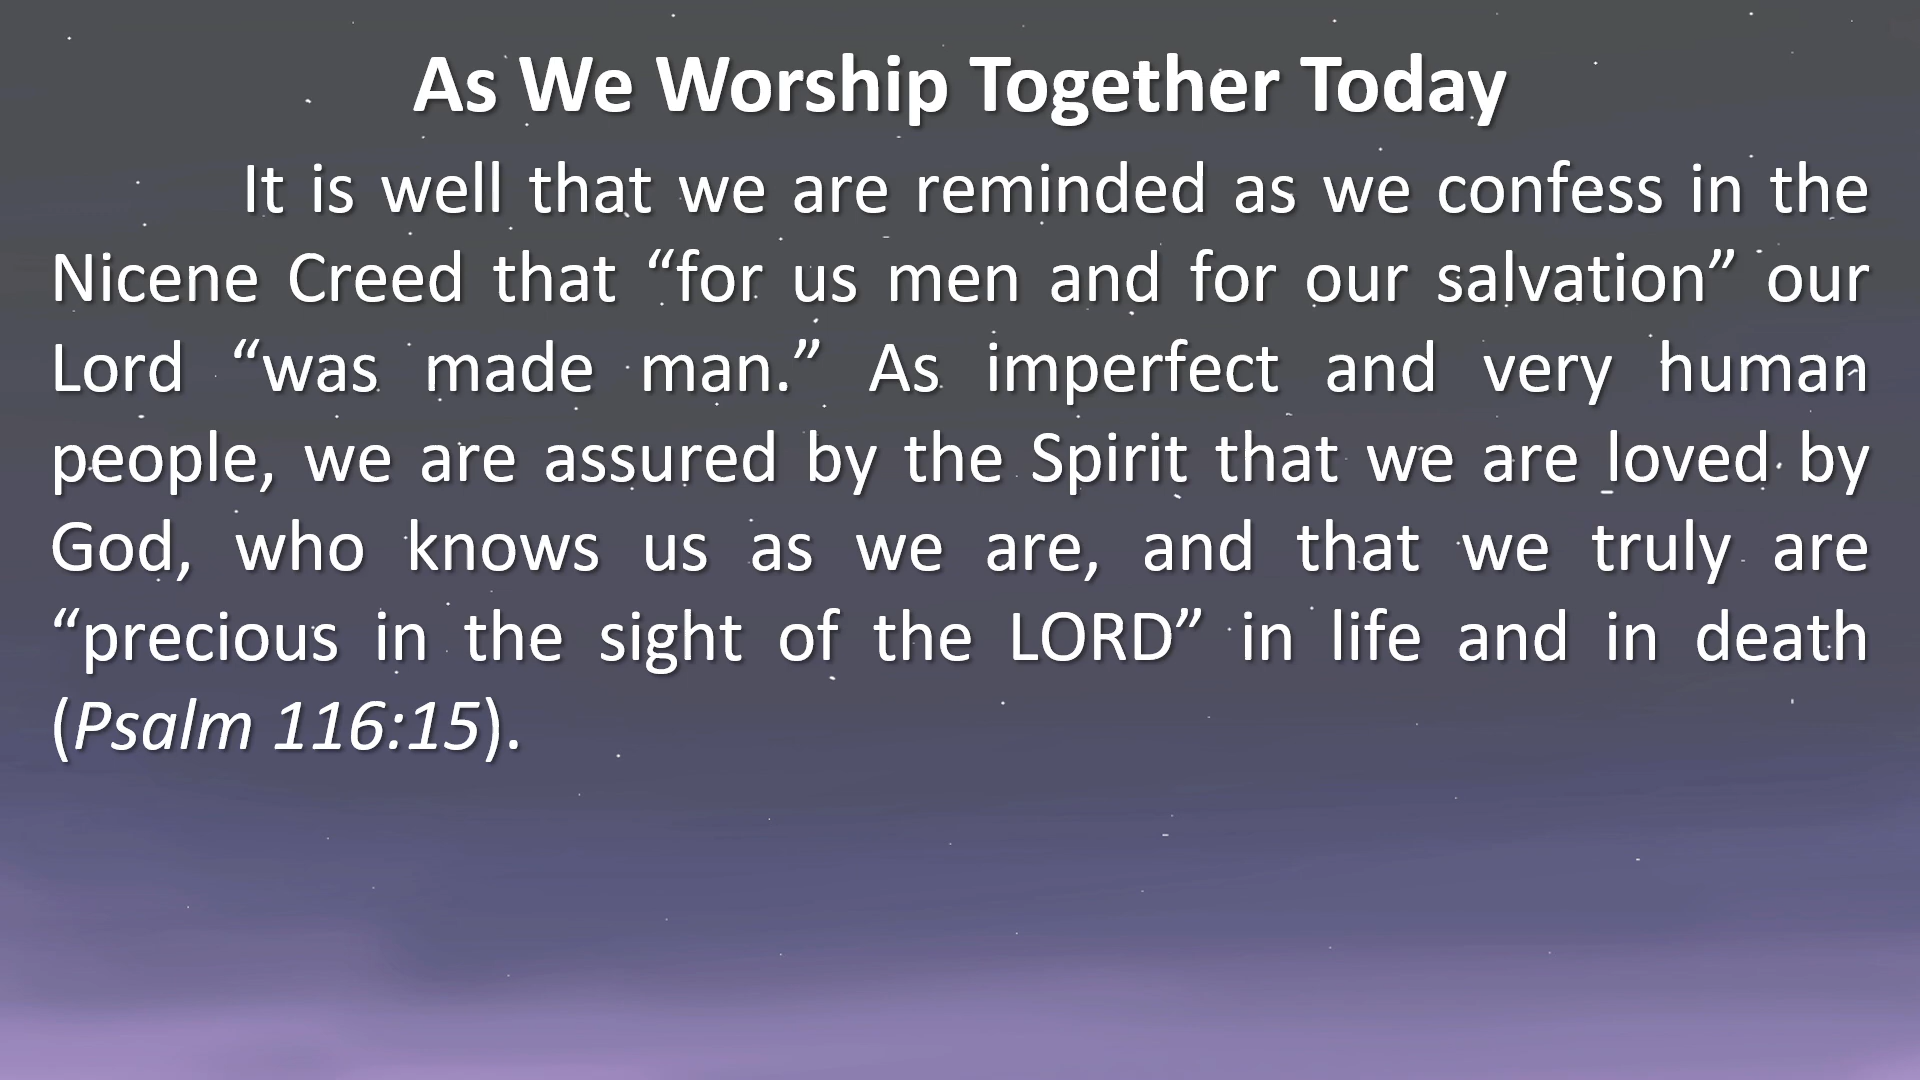 As We Worship Together Today
It is well that we are reminded as we confess in the
Nicene Creed that “for us men and for our salvation” our
Lord “was made man.” As imperfect and very human
people, we are assured by the Spirit that we are loved by
God, who knows us as we are, and that we truly are
“precious in the sight of the LORD” in life and in death
(Psalm 116:15).